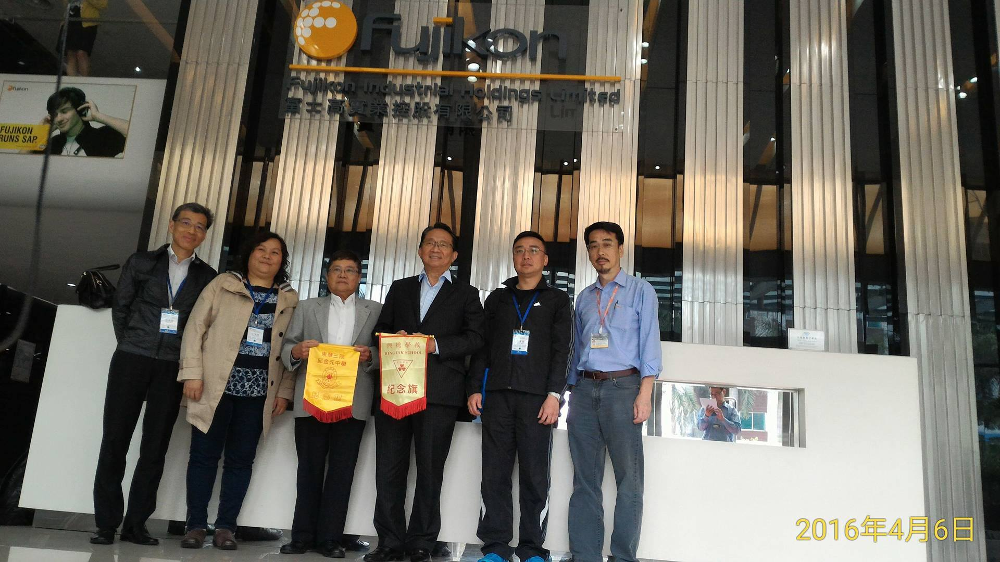 Fujikon
Fujikon Industrial Holdings Limited
富士高實業控股有限公司
Fujikon
FUJIKON
RUNS SAP.
東華三院
邱金元中學
興德學校
HING TAK SCHOOL
紀念旗
2016年4月6日